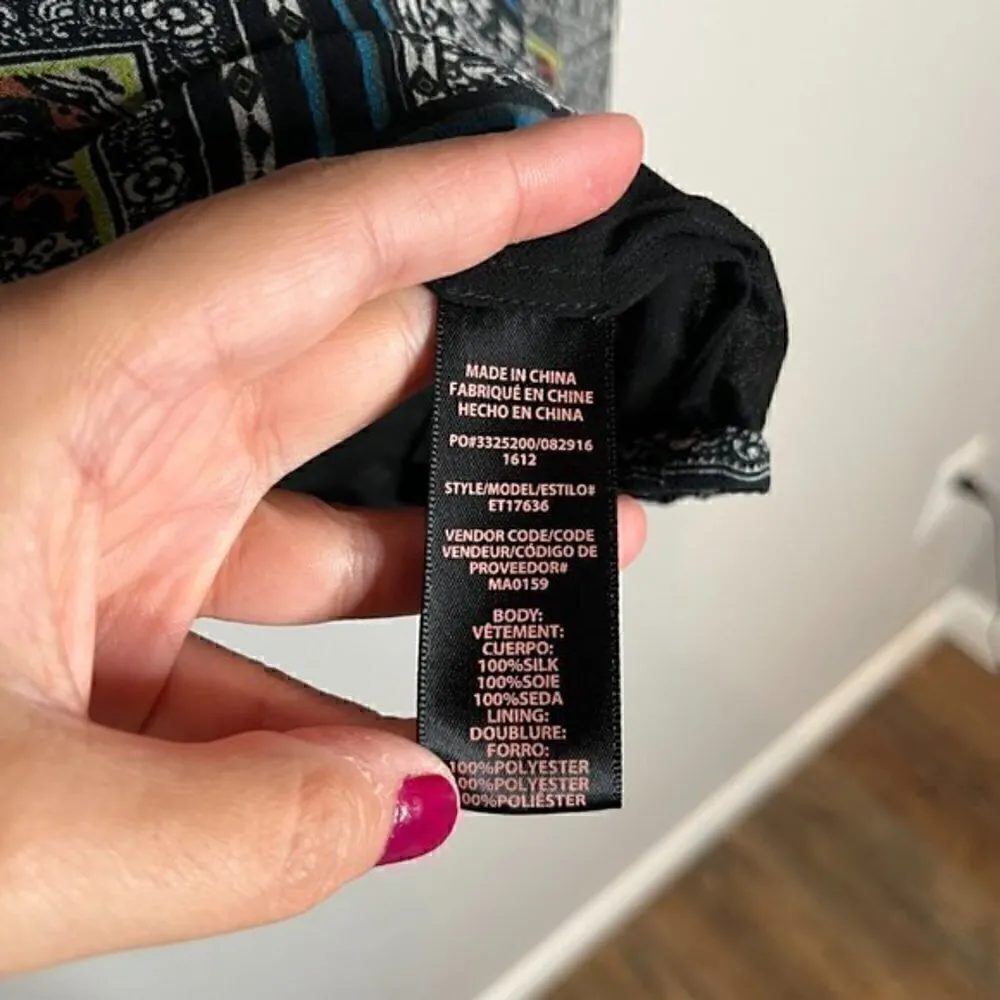 MADE IN CHINA
FABRIQUÉ EN CHINE
HECHO EN CHINA
PO#3325200/082916
1612
STYLE/MODEL/ESTILO#
ET17636
VENDOR CODE/CODE
VENDEUR/CÓDIGO DE
PROVEEDOR#
MA0159
BODY:
VÊTEMENT:
CUERPO:
100%SILK
100%SOIE
100%SEDA
LINING:
DOUBLURE:
FORRO:
100%POLYESTER
00%POLYESTER
00%POLIÉSTER